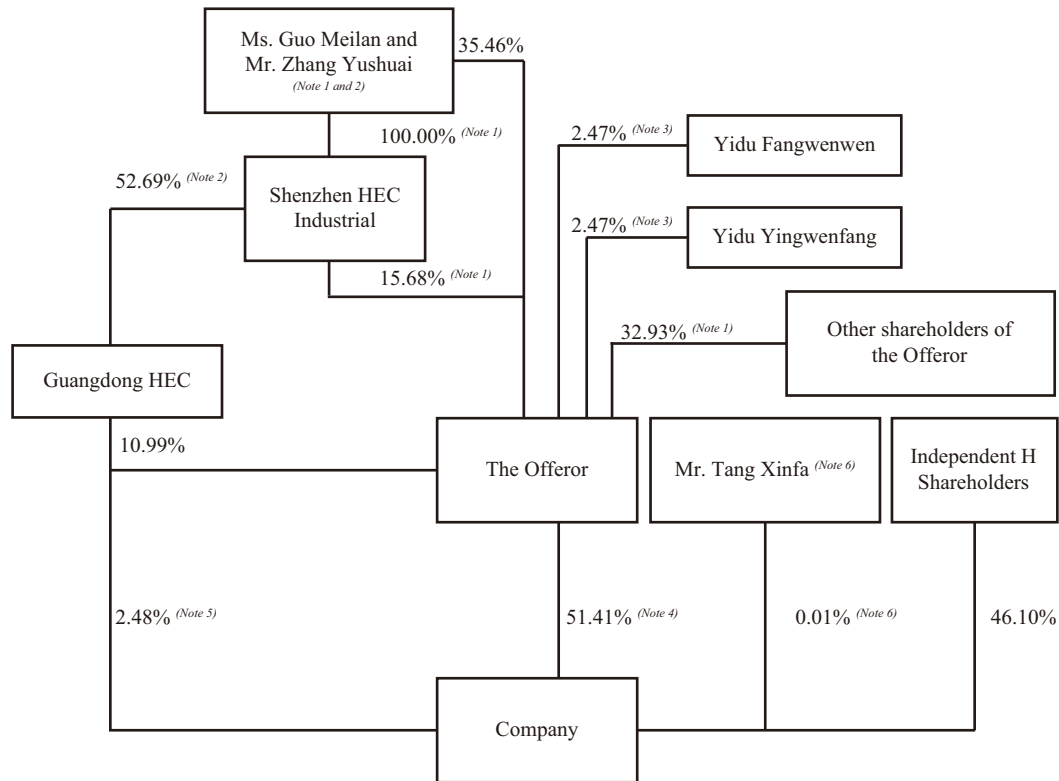 Ms. Guo Meilan and
Mr. Zhang Yushuai
(Note 1 and 2)
35.46%
100.00% (Note 1)
2.47% (Note 3)
Yidu Fangwenwen
52.69% (Note 2)
Shenzhen HEC
Industrial
2.47% (Note 3)
Yidu Yingwenfang
15.68% (Note 1)
32.93% (Note 1)
Other shareholders of
the Offeror
Guangdong HEC
10.99%
The Offeror
Mr. Tang Xinfa (Note 6)
Independent H
Shareholders
2.48% (Note 5)
51.41% (Note 4)
0.01% (Note 6)
46.10%
Company